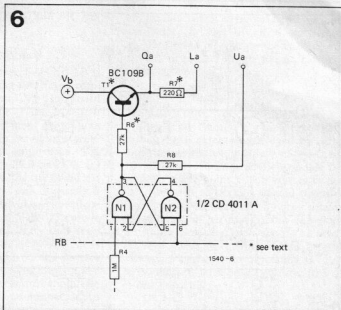 6
Qa
La
Ua
Vb
BC109B
T1*
R7*
220Ω
R6*
27k
R8
27k
3
4
N1
N2
1/2 CD 4011 A
1
2
5
6
RB
* see text
R4
1540-6
1M